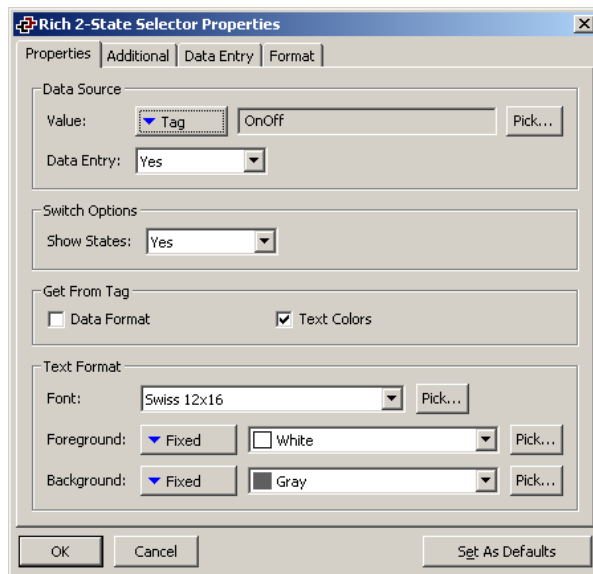 Rich 2-State Selector Properties
Properties Additional Data Entry Format
Data Source
Value: Tag OnOff Pick...
Data Entry: Yes
Switch Options
Show States: Yes
Get From Tag
Data Format Text Colors
Text Format
Font: Swiss 12x16 Pick...
Foreground: Fixed White Pick...
Background: Fixed Gray Pick...
OK Cancel Set As Defaults